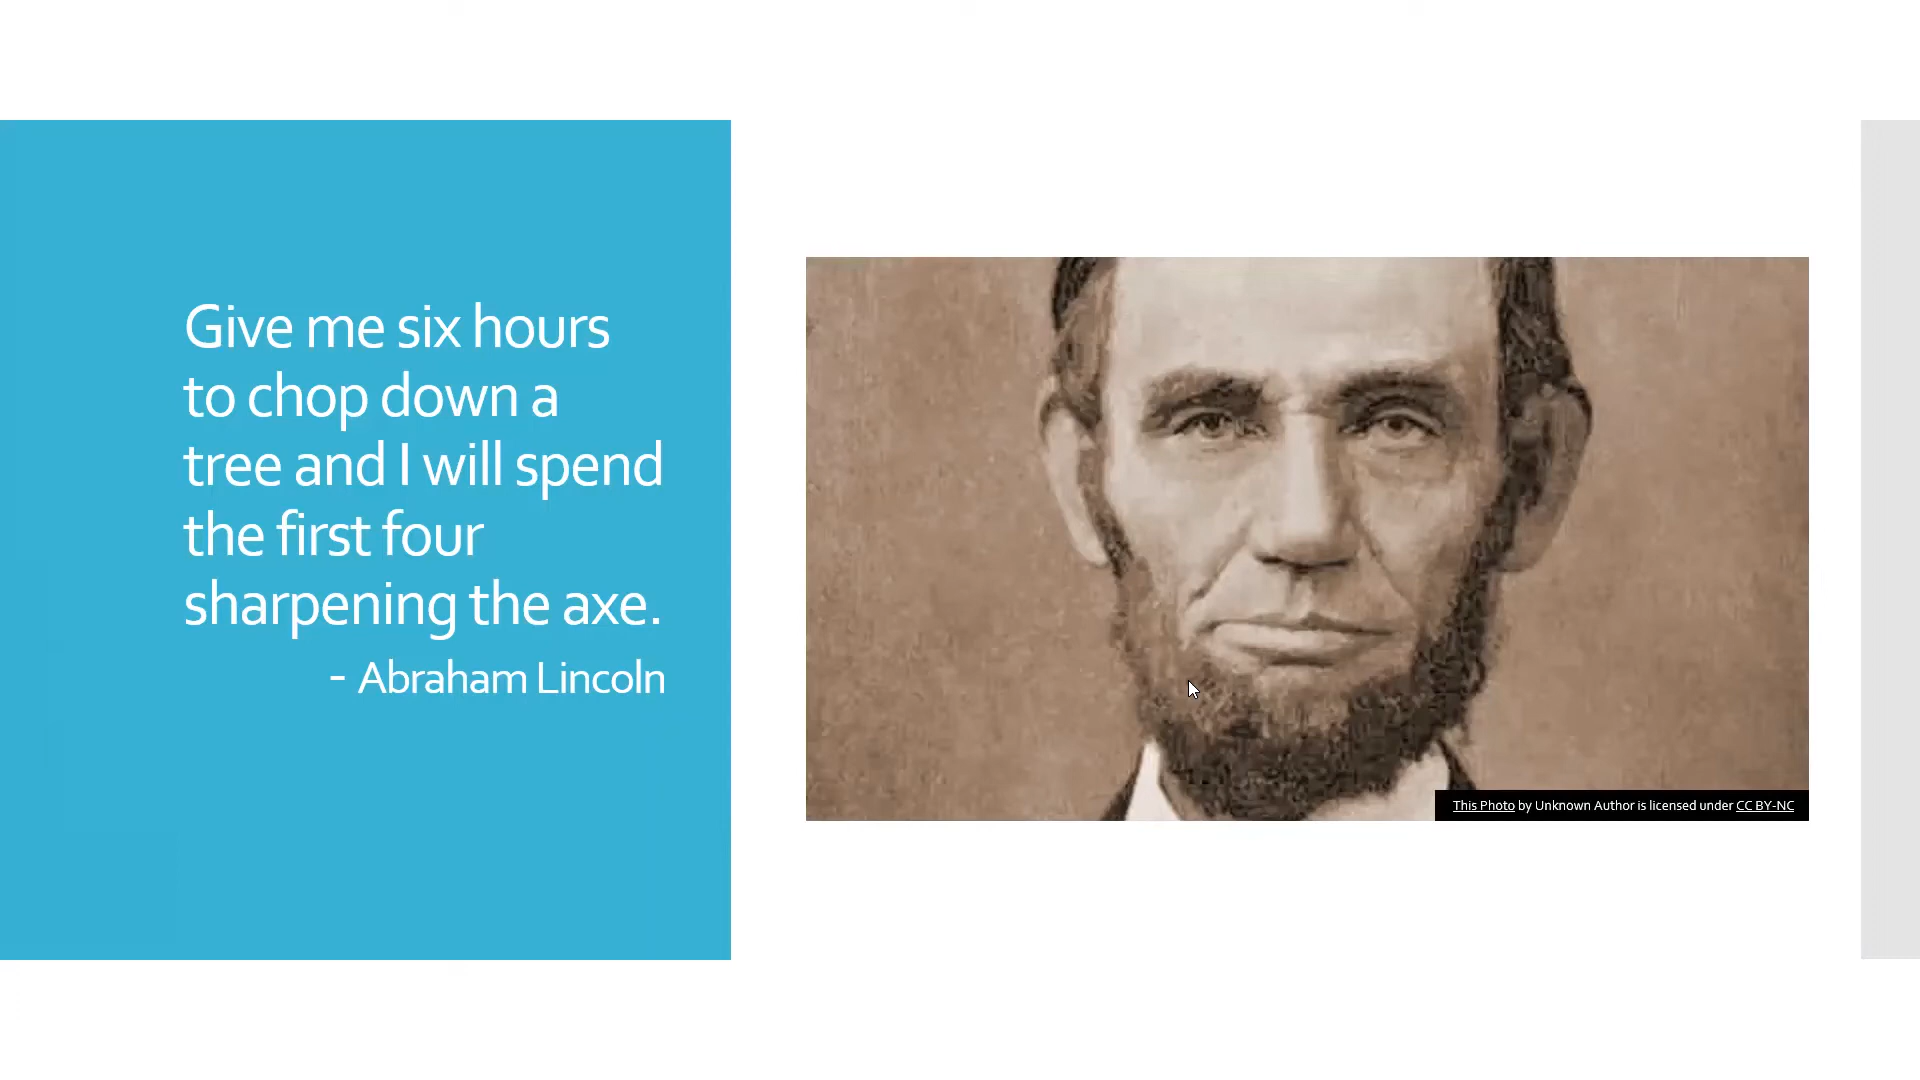 Give me six hours
to chop down a
tree and I will spend
the first four
sharpening the axe.
- Abraham Lincoln
This Photo by Unknown Author is licensed under CC BY-NC